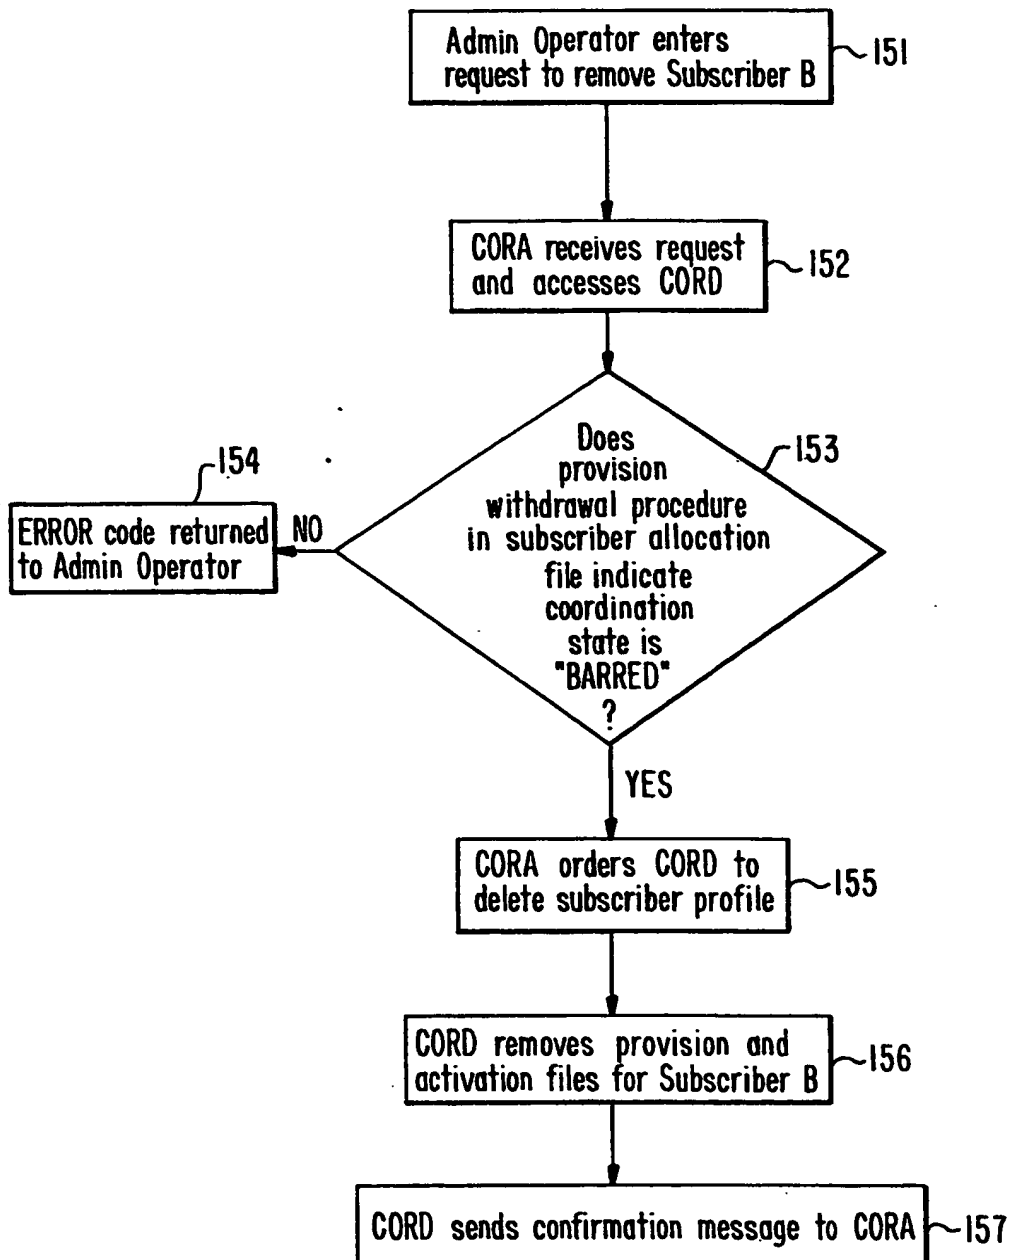 Admin Operator enters
request to remove Subscriber B
151
CORA receives request
and accesses CORD
152
Does
provision
withdrawal procedure
in subscriber allocation
file indicate
coordination
state is
"BARRED"
?
153
154
ERROR code returned
to Admin Operator
NO
YES
CORA orders CORD to
delete subscriber profile
155
CORD removes provision and
activation files for Subscriber B
156
CORD sends confirmation message to CORA
157